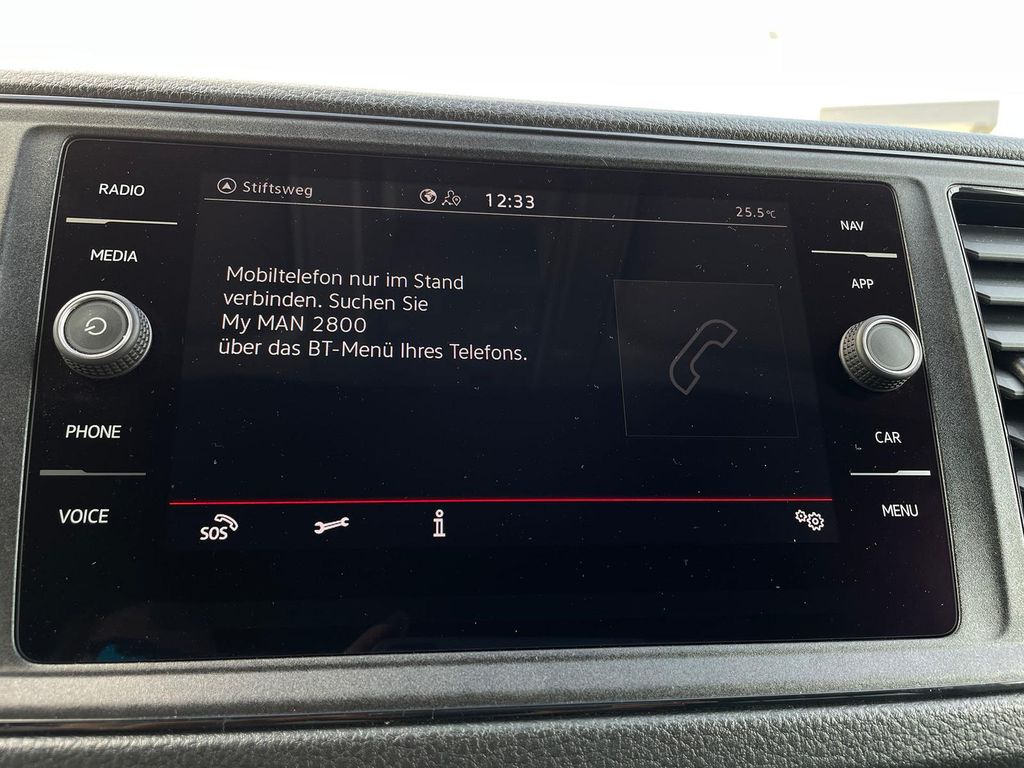 RADIO
MEDIA
PHONE
VOICE
Stiftsweg
12:33
25.5°C
Mobiltelefon nur im Stand
verbinden. Suchen Sie
My MAN 2800
über das BT-Menü Ihres Telefons.
SOS
NAV
APP
CAR
MENU